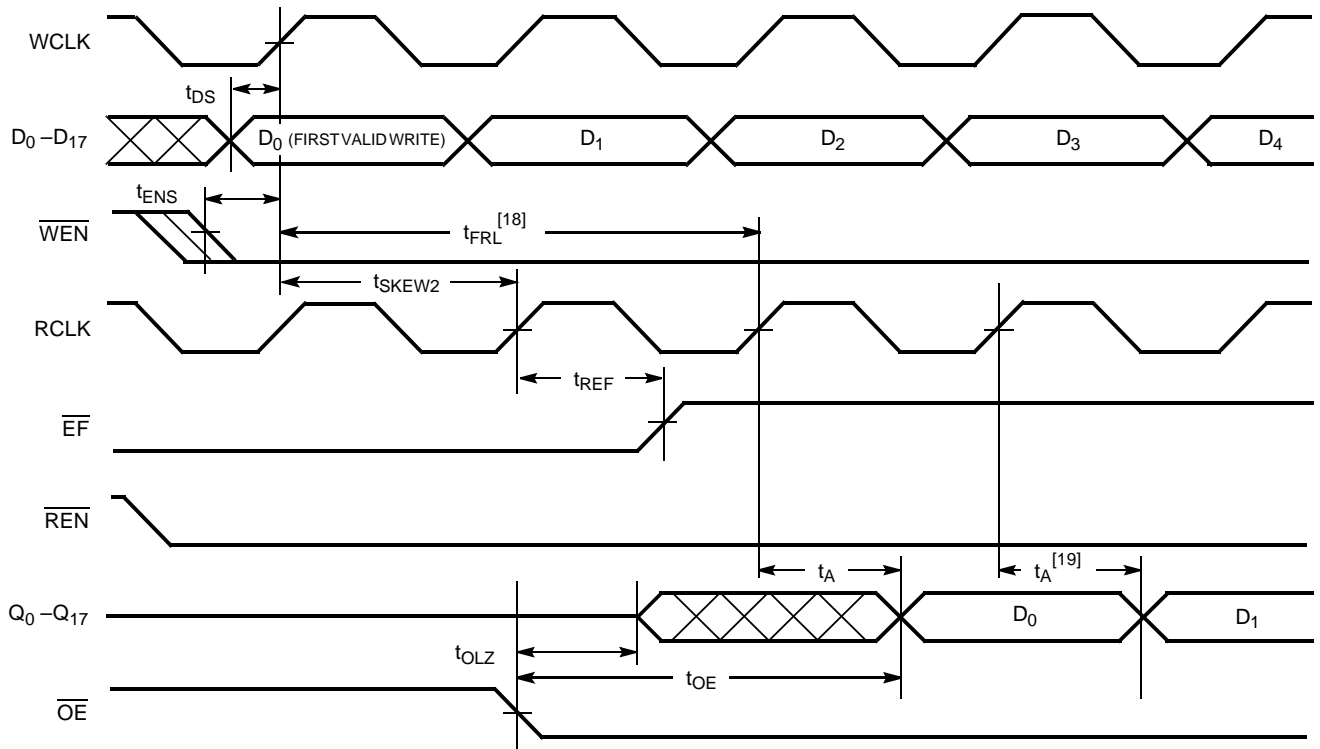 WCLK
tDS
D0 –D17
D0 (FIRST VALID WRITE)
D1
D2
D3
D4
tENS
WEN
tFRL[18]
tSKEW2
RCLK
tREF
EF
REN
tA
tA[19]
Q0 –Q17
D0
D1
tOLZ
tOE
OE